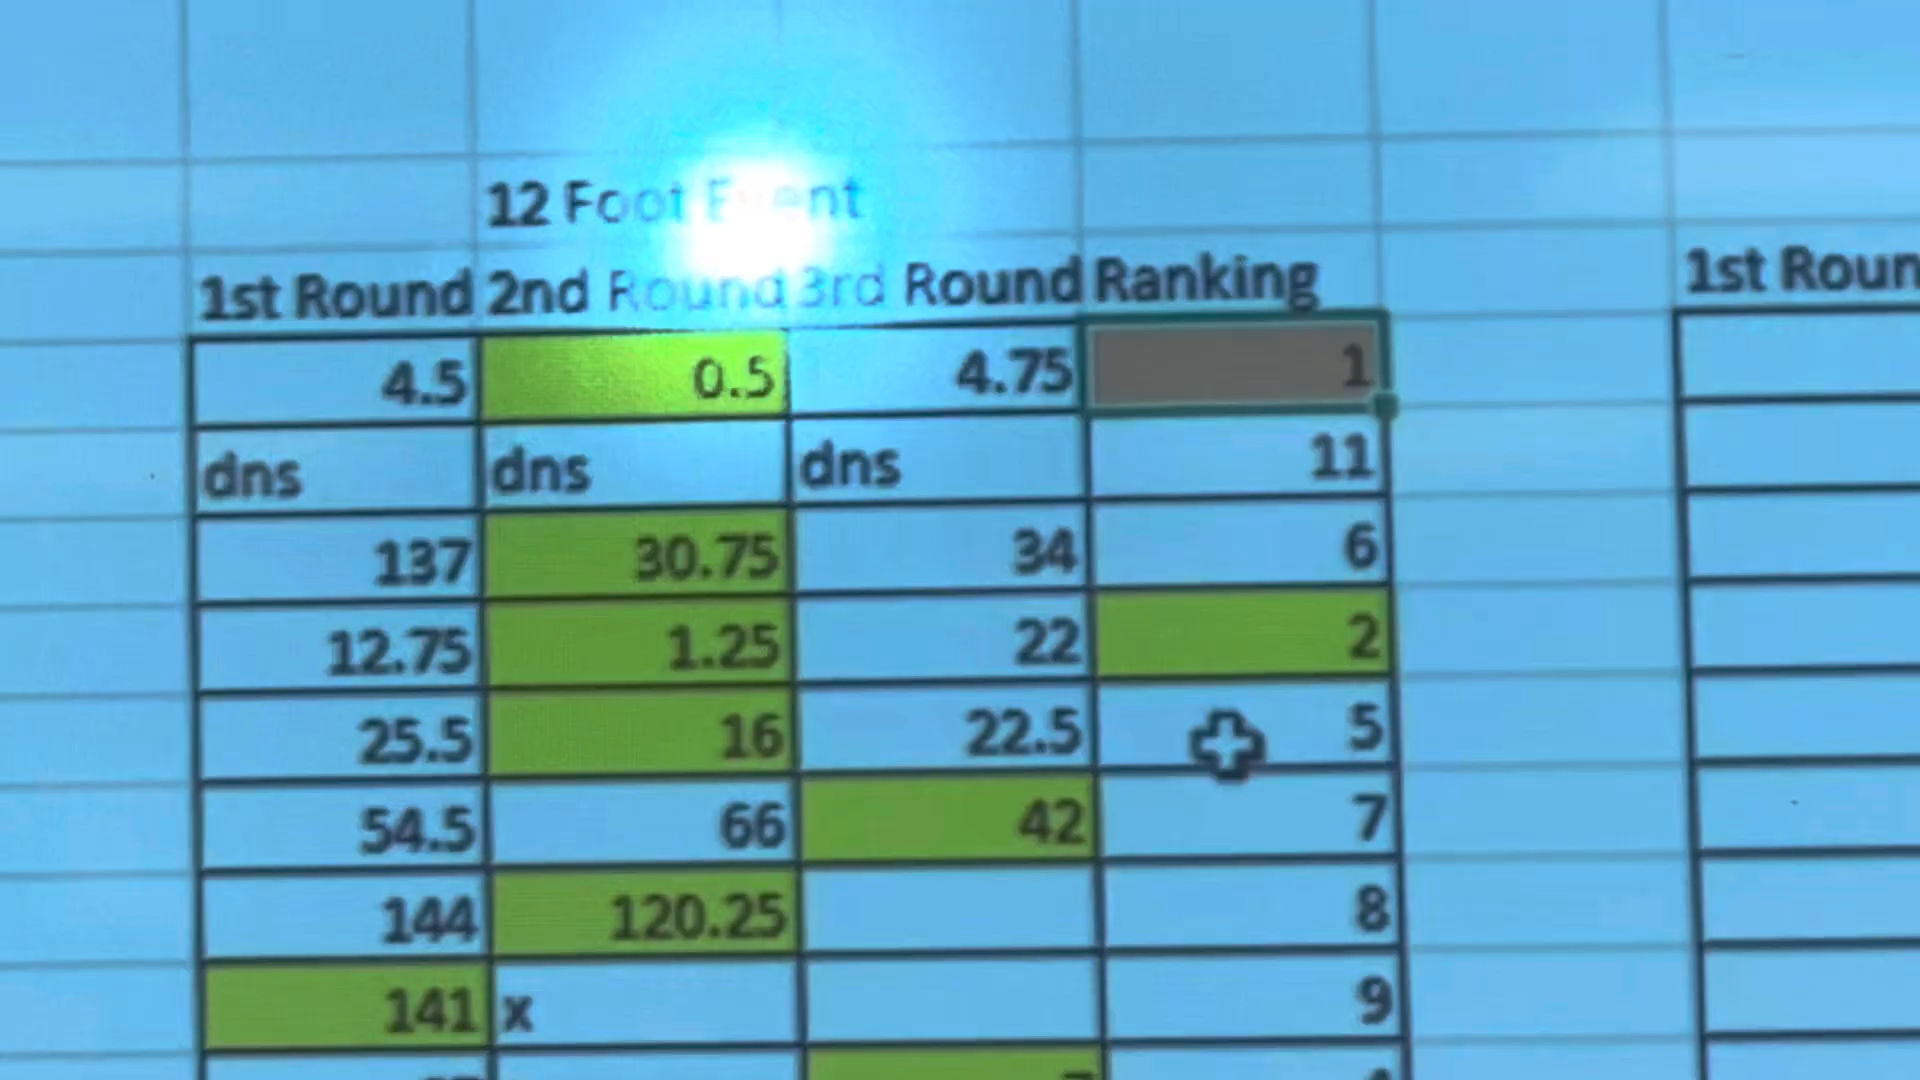 12 Foot Event
1st Round 2nd Round 3rd Round Ranking 1st Roun
4.5 0.5 4.75 1
dns dns dns 11
137 30.75 34 6
12.75 1.25 22 2
25.5 16 22.5 5
54.5 66 42 7
144 120.25 8
141 x 9